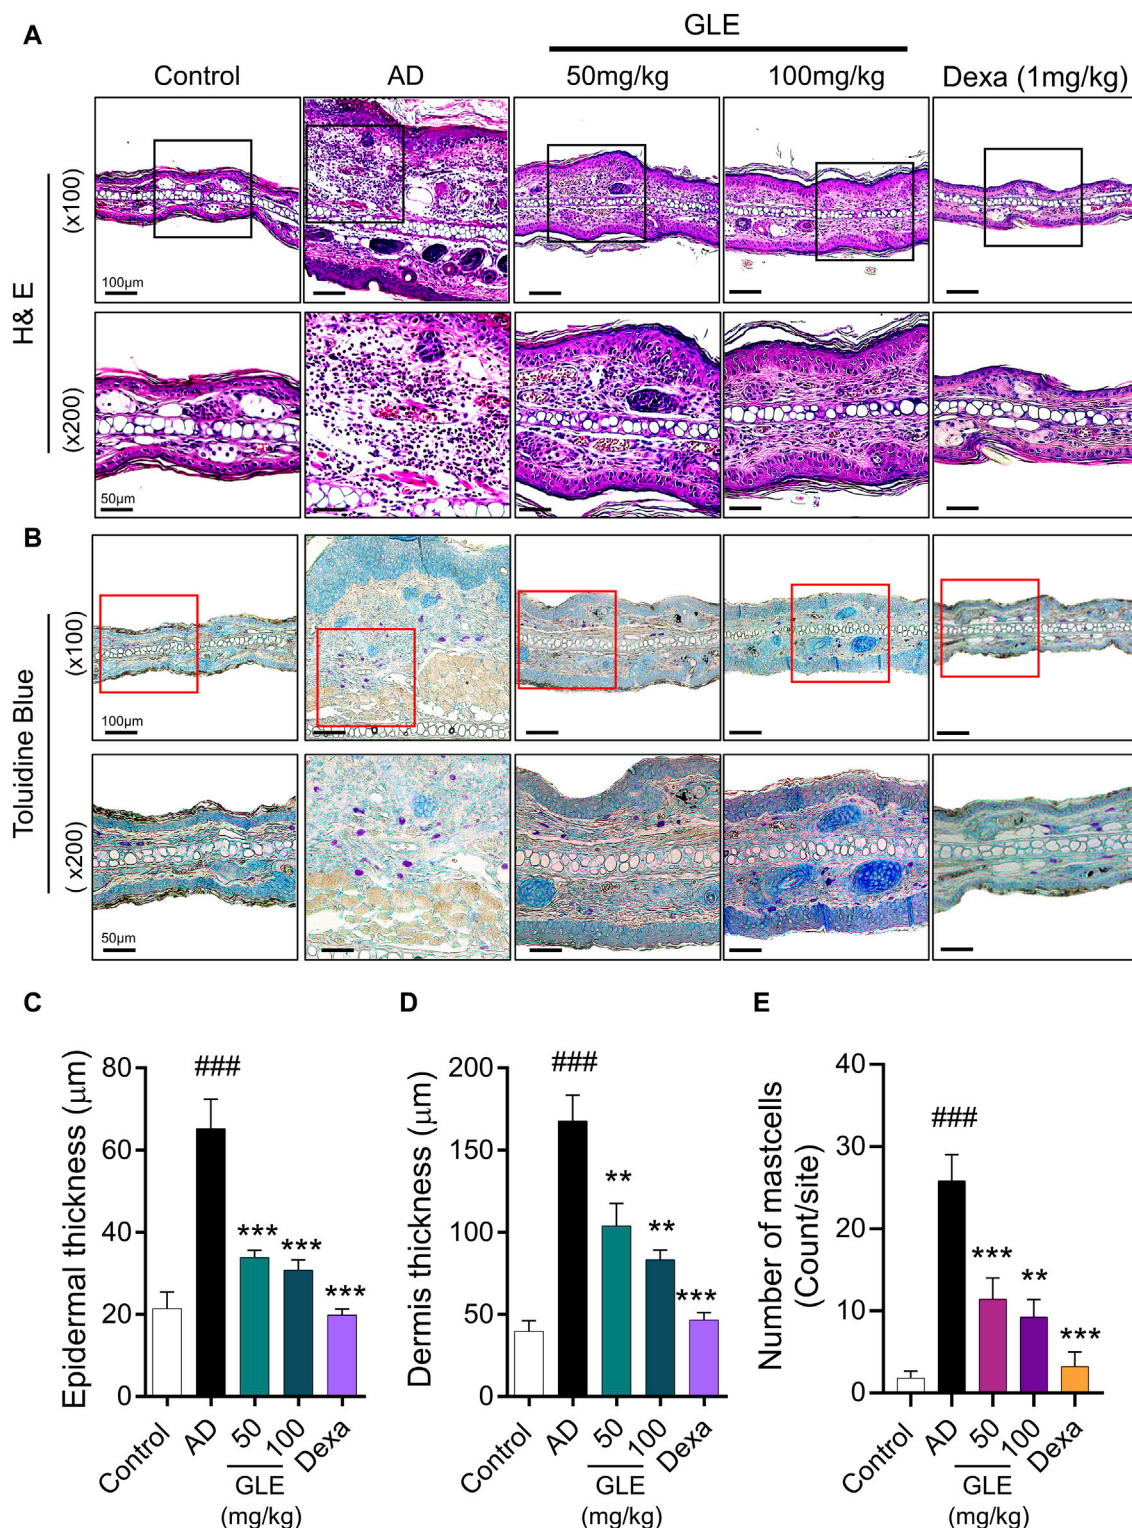 A
GLE
Control AD 50mg/kg 100mg/kg Dexa (1mg/kg)
H& E
(x100)
100µm
(x200)
50µm
B
Toluidine Blue
(x100)
100µm
( x200)
50µm
C
Epidermal thickness (µm)
80
60
40
20
0
###
***
***
***
Control AD 50 100 Dexa
GLE
(mg/kg)
D
Dermis thickness (µm)
200
150
100
50
0
###
**
**
***
Control AD 50 100 Dexa
GLE
(mg/kg)
E
Number of mastcells
(Count/site)
40
30
20
10
0
###
***
**
***
Control AD 50 100 Dexa
GLE
(mg/kg)